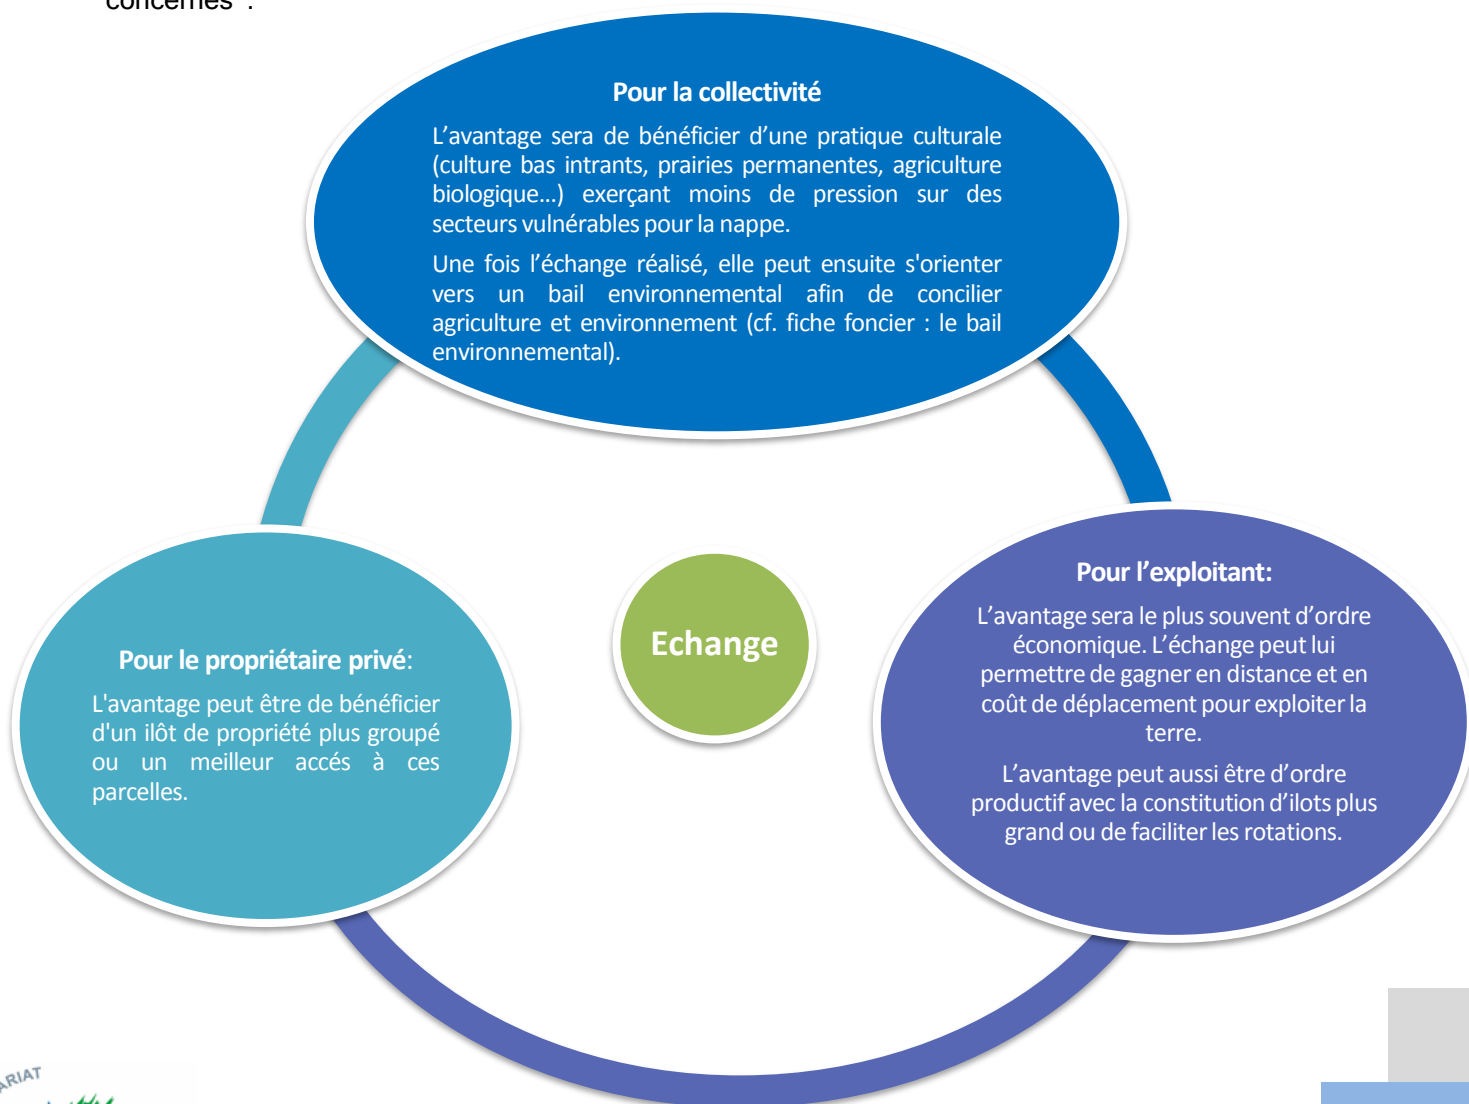 concernés :
Pour la collectivité
L’avantage sera de bénéficier d’une pratique culturale
(culture bas intrants, prairies permanentes, agriculture
biologique...) exerçant moins de pression sur des
secteurs vulnérables pour la nappe.
Une fois l’échange réalisé, elle peut ensuite s'orienter
vers un bail environnemental afin de concilier
agriculture et environnement (cf. fiche foncier : le bail
environnemental).
Pour le propriétaire privé:
L'avantage peut être de bénéficier
d'un ilôt de propriété plus groupé
ou un meilleur accés à ces
parcelles.
Echange
Pour l’exploitant:
L’avantage sera le plus souvent d’ordre
économique. L’échange peut lui
permettre de gagner en distance et en
coût de déplacement pour exploiter la
terre.
L’avantage peut aussi être d’ordre
productif avec la constitution d’ilots plus
grand ou de faciliter les rotations.